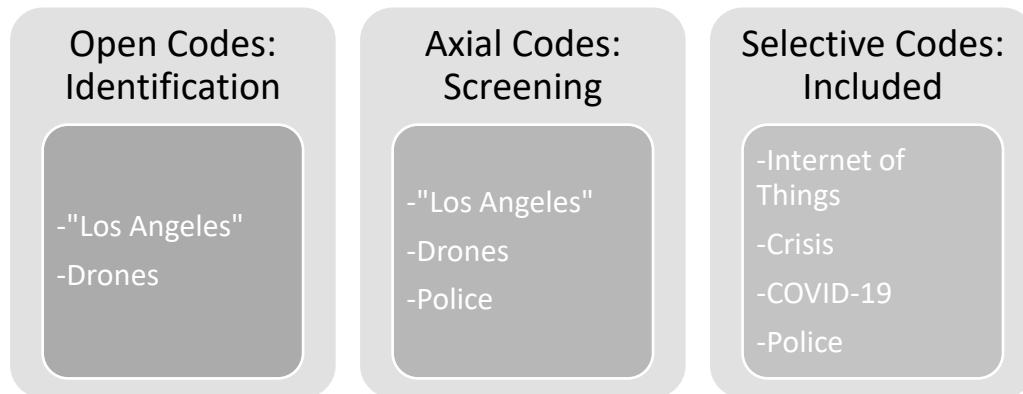 Open Codes:
Identification
-"Los Angeles"
-Drones
Axial Codes:
Screening
-"Los Angeles"
-Drones
-Police
Selective Codes:
Included
-Internet of
Things
-Crisis
-COVID-19
-Police